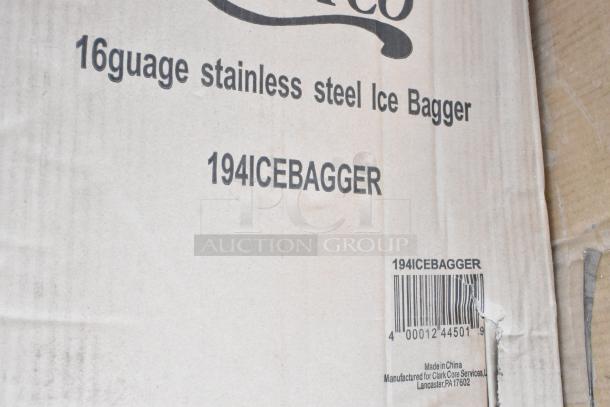 16guage stainless steel Ice Bagger
194ICEBAGGER
PCI
AUCTION GROUP
194ICEBAGGER
4 00012 44501 9
Made in China
Manufactured for Clark Core Services,L
Lancaster,PA 17602